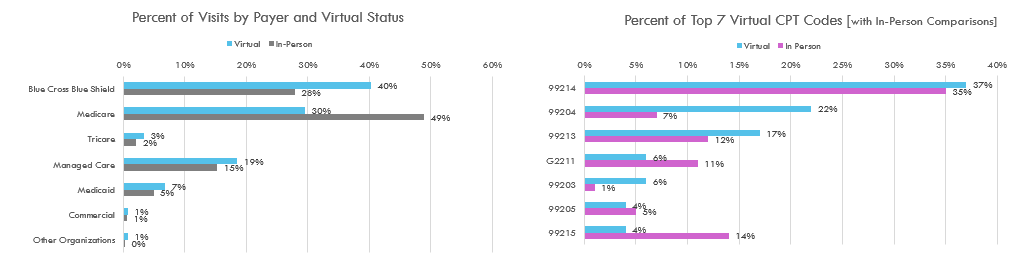 Percent of Visits by Payer and Virtual Status
Virtual In-Person
0% 10% 20% 30% 40% 50% 60%
Blue Cross Blue Shield 40%
28%
Medicare 30%
49%
Tricare 3%
2%
Managed Care 19%
15%
Medicaid 7%
5%
Commercial 1%
1%
Other Organizations 1%
0%
Percent of Top 7 Virtual CPT Codes [with In-Person Comparisons]
Virtual In Person
0% 5% 10% 15% 20% 25% 30% 35% 40%
99214 37%
35%
99204 22%
7%
99213 17%
12%
G2211 6%
11%
99203 6%
1%
99205 4%
5%
99215 4%
14%